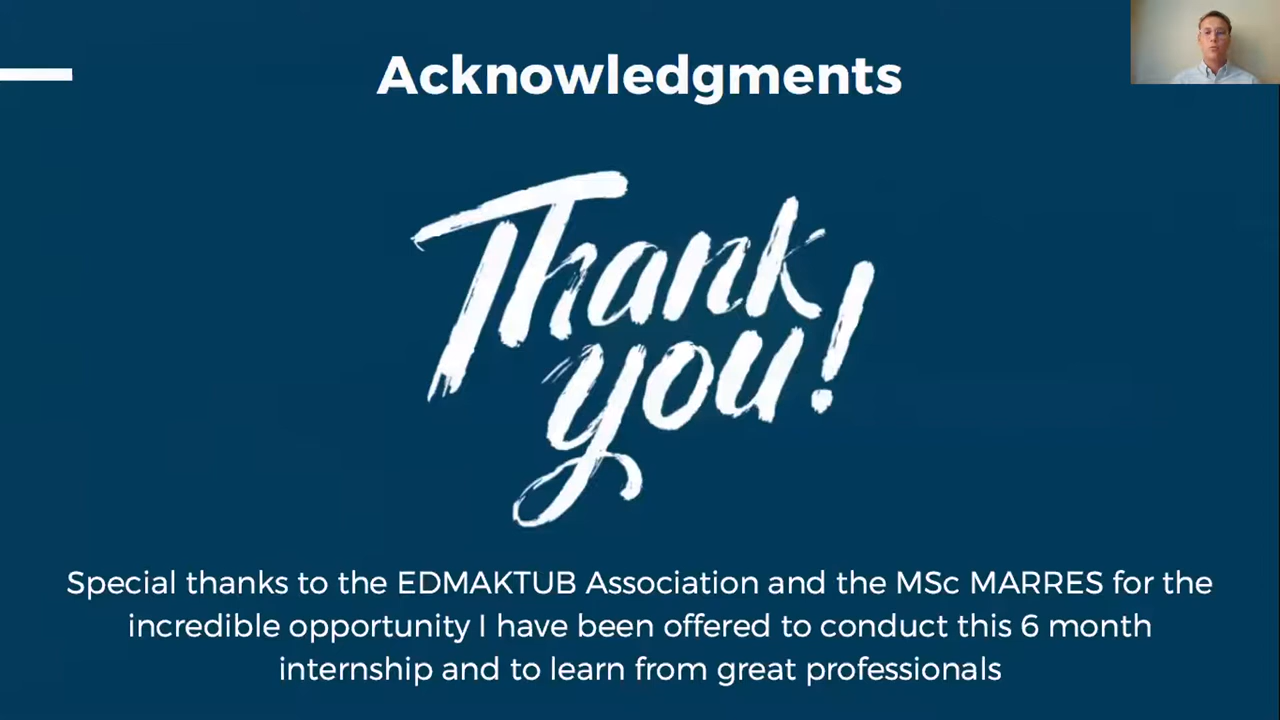 Acknowledgments
Thank
you!
Special thanks to the EDMAKTUB Association and the MSc MARRES for the
incredible opportunity I have been offered to conduct this 6 month
internship and to learn from great professionals